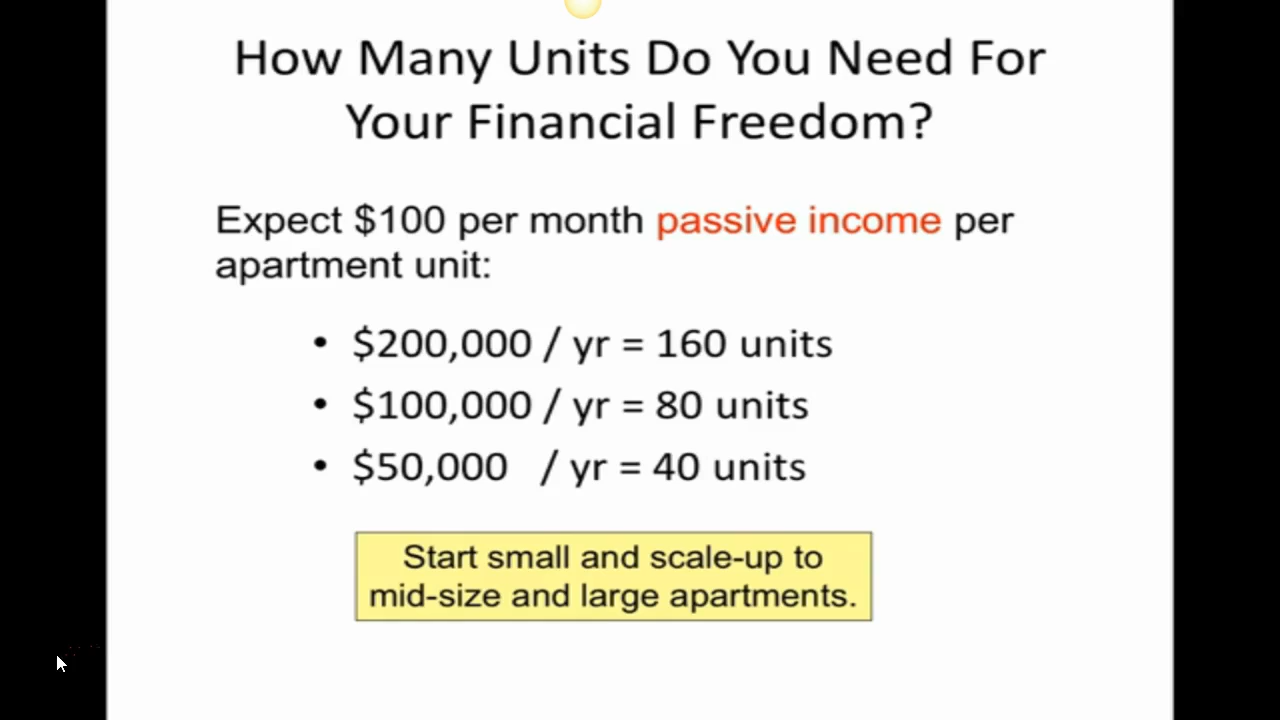 How Many Units Do You Need For
Your Financial Freedom?
Expect $100 per month passive income per
apartment unit:
• $200,000 / yr = 160 units
• $100,000 / yr = 80 units
• $50,000 / yr = 40 units
Start small and scale-up to
mid-size and large apartments.